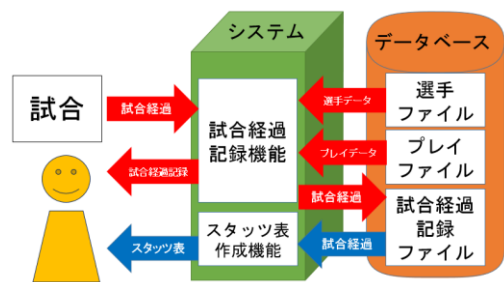 システム
データベース
試合
試合経過
選手データ
選手
ファイル
試合経過
記録機能
プレイデータ
プレイ
ファイル
試合経過記録
試合経過
試合経過
記録
ファイル
スタッツ表
スタッツ表
作成機能
試合経過